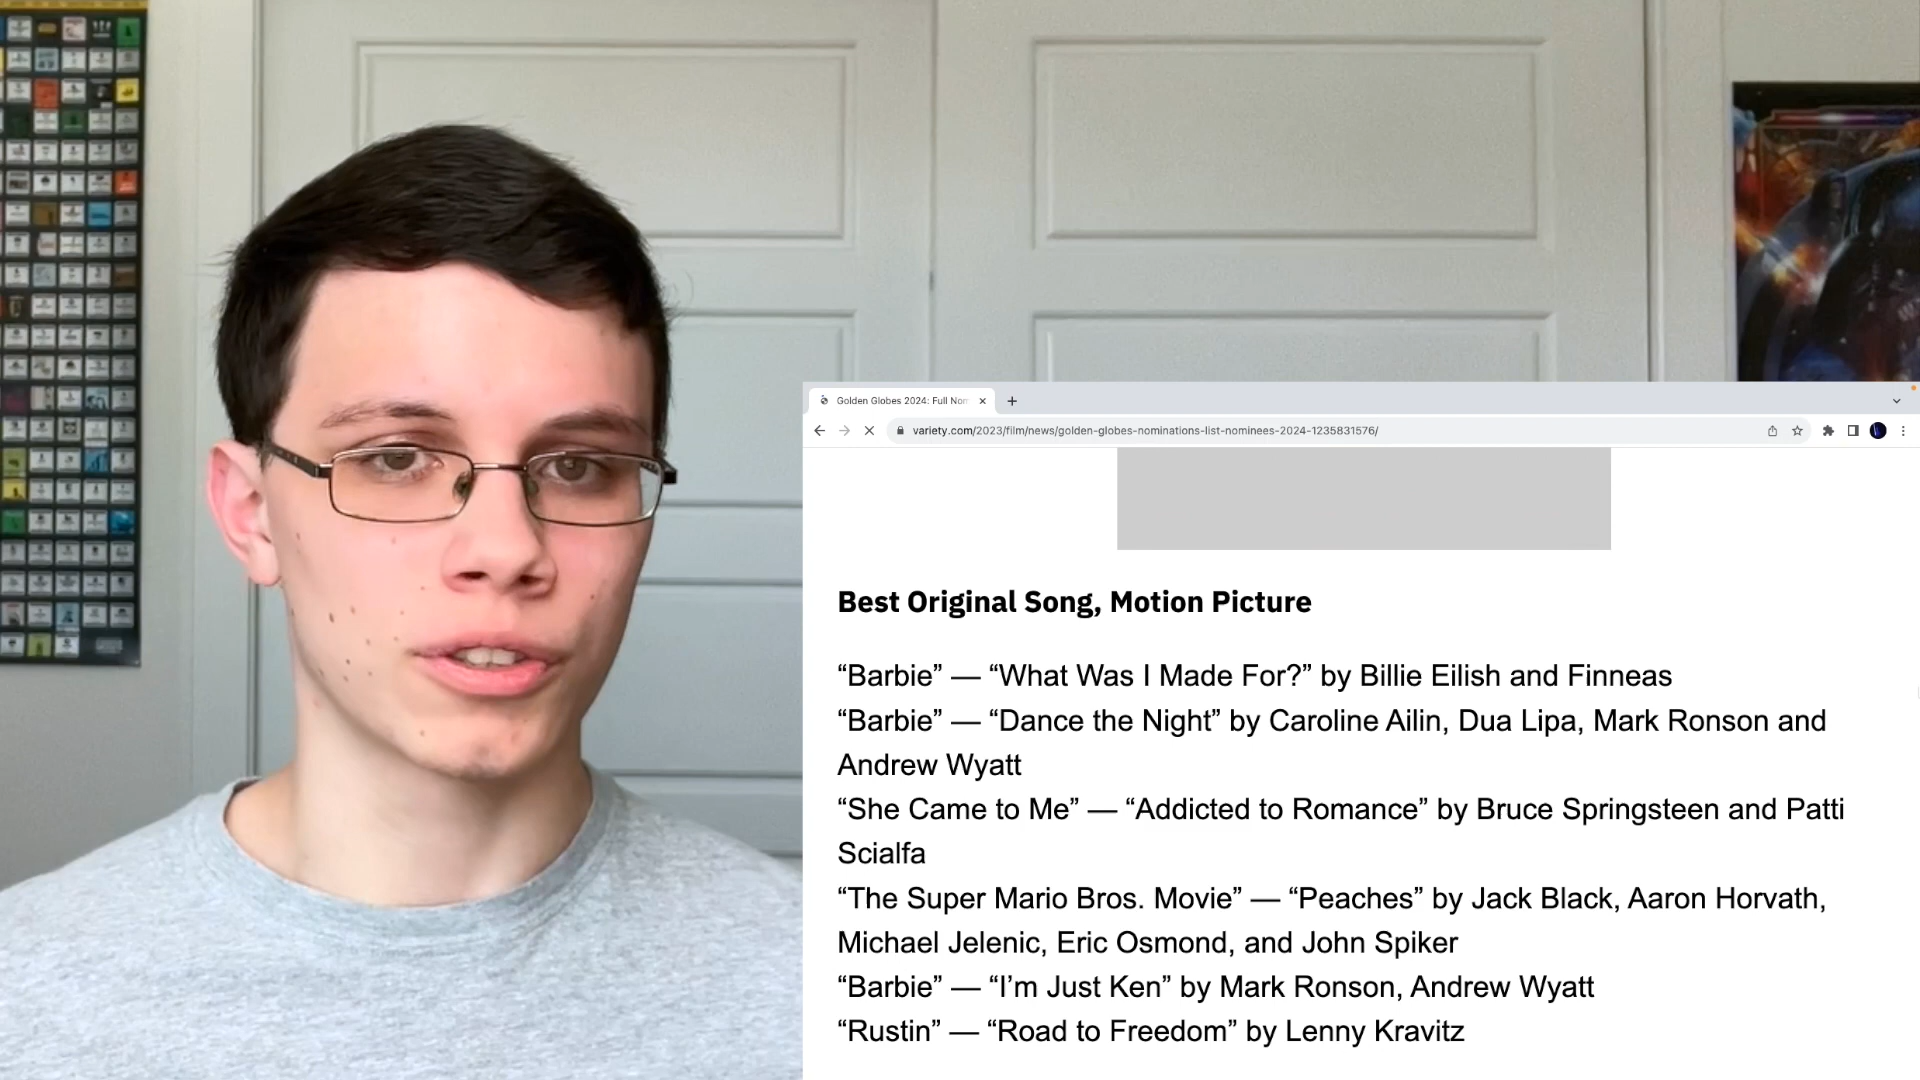 Golden Globes 2024: Full Nom
variety.com/2023/film/news/golden-globes-nominations-list-nominees-2024-1235831576/
Best Original Song, Motion Picture
“Barbie” — “What Was I Made For?” by Billie Eilish and Finneas
“Barbie” — “Dance the Night” by Caroline Ailin, Dua Lipa, Mark Ronson and
Andrew Wyatt
“She Came to Me” — “Addicted to Romance” by Bruce Springsteen and Patti
Scialfa
“The Super Mario Bros. Movie” — “Peaches” by Jack Black, Aaron Horvath,
Michael Jelenic, Eric Osmond, and John Spiker
“Barbie” — “I’m Just Ken” by Mark Ronson, Andrew Wyatt
“Rustin” — “Road to Freedom” by Lenny Kravitz